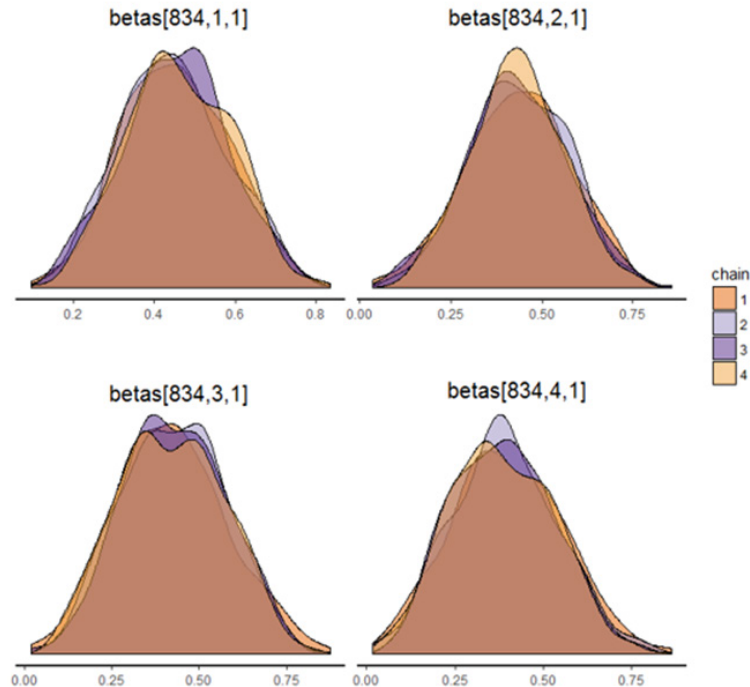 betas[834,1,1] betas[834,2,1]
0.2 0.4 0.6 0.8 0.00 0.25 0.50 0.75
chain
1
2
3
4
betas[834,3,1] betas[834,4,1]
0.00 0.25 0.50 0.75 0.00 0.25 0.50 0.75